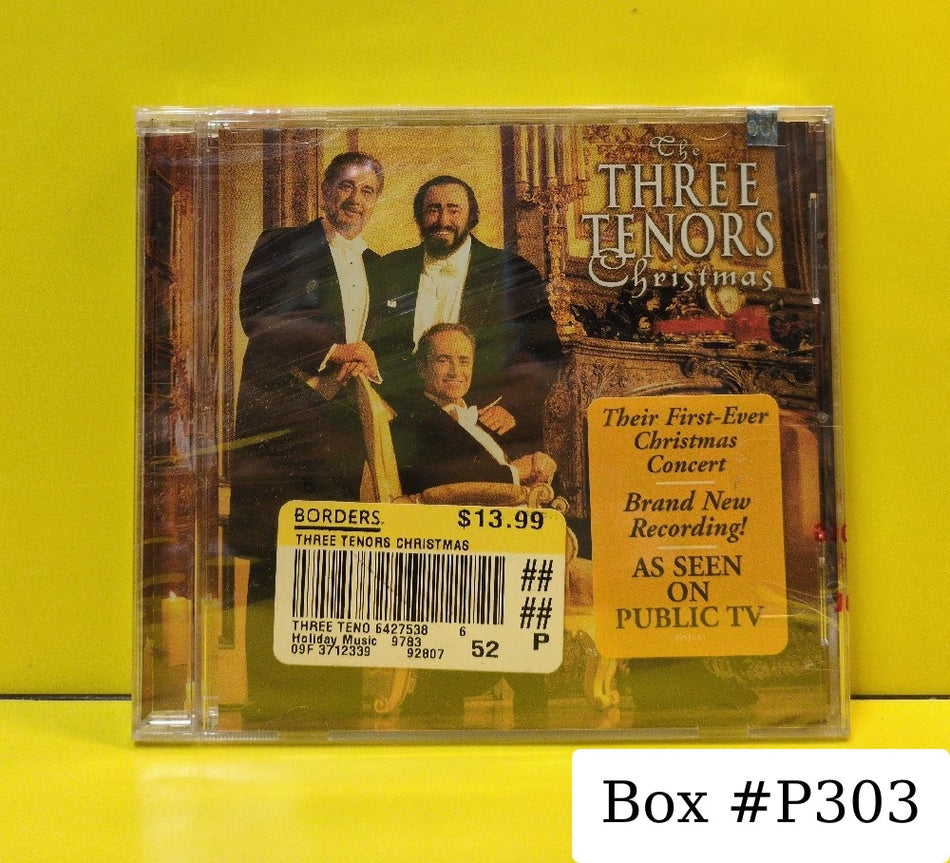 The
THREE
TENORS
Christmas
Their First-Ever
Christmas
Concert
Brand New
Recording!
AS SEEN
ON
PUBLIC TV
BORDERS. $13.99
THREE TENORS CHRISTMAS
##
##
P
THREE TENO 6427538 6
Holiday Music 9783
09F 3712339 92807 52
Box #P303